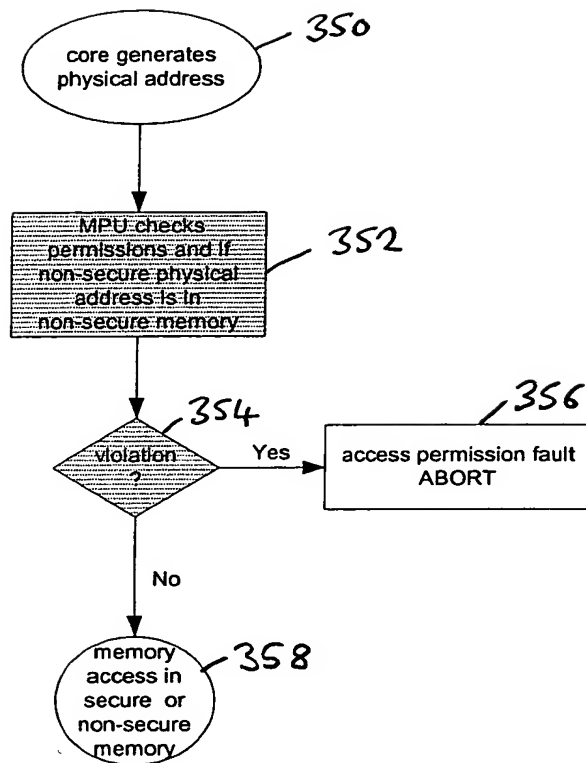 core generates
physical address
350
MPU checks
permissions and if
non-secure physical
address is in
non-secure memory
352
violation
?
354
Yes
access permission fault
ABORT
356
No
memory
access in
secure or
non-secure
memory
358